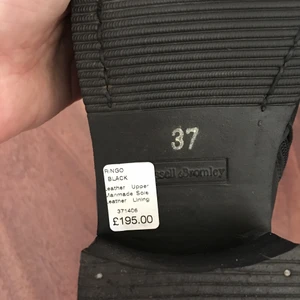 37
RINGO
BLACK
Leather Upper
Manmade Sole
Leather Lining
371406
£195.00